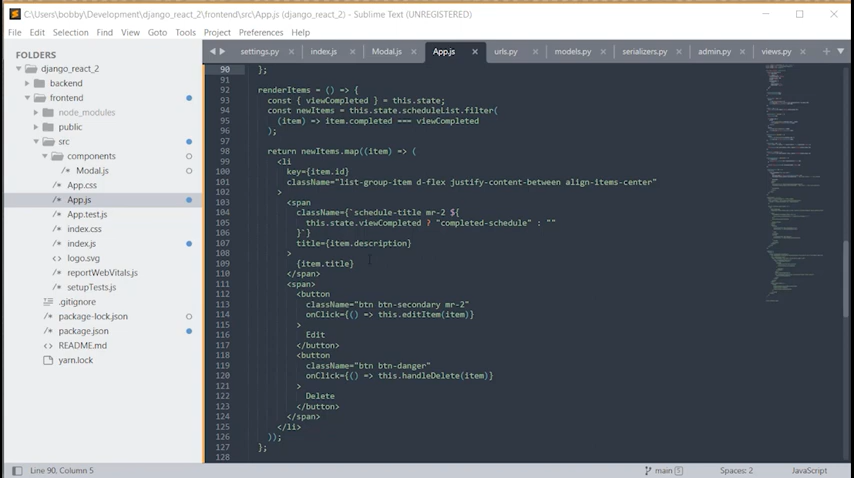 C:\Users\bobby\Development\django_react_2\frontend\src\App.js (django_react_2) - Sublime Text (UNREGISTERED)
File Edit Selection Find View Goto Tools Project Preferences Help
settings.py index.js Modal.js App.js urls.py models.py serializers.py admin.py views.py
FOLDERS
django_react_2
backend
frontend
node_modules
public
src
components
Modal.js
App.css
App.js
App.test.js
index.css
index.js
logo.svg
reportWebVitals.js
setupTests.js
.gitignore
package-lock.json
package.json
README.md
yarn.lock
90 };
91
92 renderItems = () => {
93 const { viewCompleted } = this.state;
94 const newItems = this.state.scheduleList.filter(
95 (item) => item.completed === viewCompleted
96 );
97
98 return newItems.map((item) => (
99 <li
100 key={item.id}
101 className="list-group-item d-flex justify-content-between align-items-center"
102 >
103 <span
104 className={`schedule-title mr-2 ${
105 this.state.viewCompleted ? "completed-schedule" : ""
106 }`}
107 title={item.description}
108 >
109 {item.title}
110 </span>
111 <span>
112 <button
113 className="btn btn-secondary mr-2"
114 onClick={() => this.editItem(item)}
115 >
116 Edit
117 </button>
118 <button
119 className="btn btn-danger"
120 onClick={() => this.handleDelete(item)}
121 >
122 Delete
123 </button>
124 </span>
125 </li>
126 ));
127 };
128
Line 90, Column 5 main 5 Spaces: 2 JavaScript